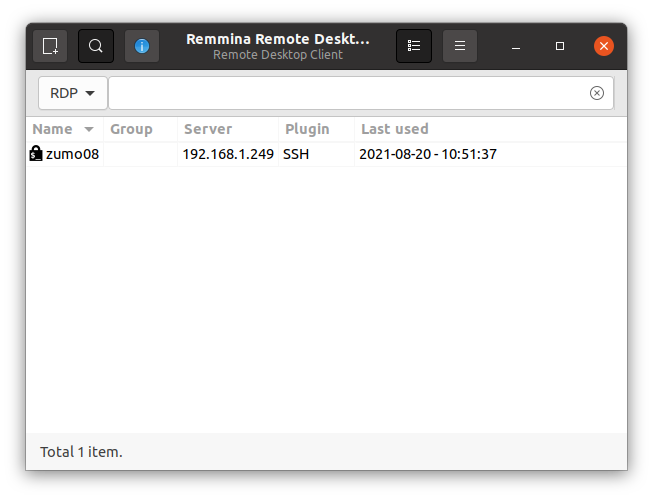 Remmina Remote Deskt...
Remote Desktop Client
RDP
Name Group Server Plugin Last used
zumo08 192.168.1.249 SSH 2021-08-20 - 10:51:37
Total 1 item.